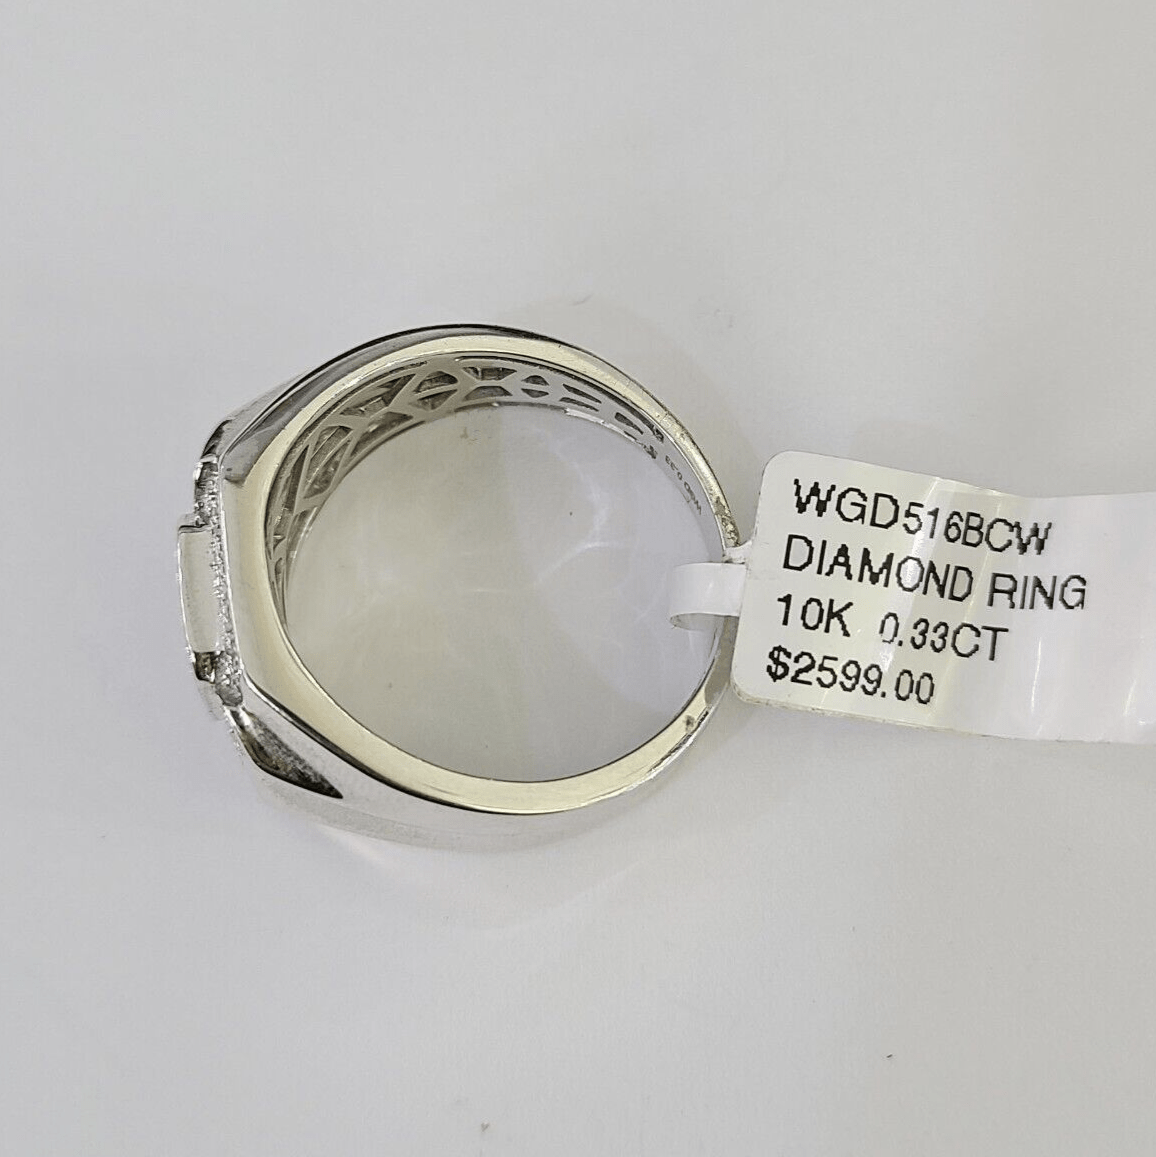 WGD516BCW
DIAMOND RING
10K 0.33CT
$2599.00